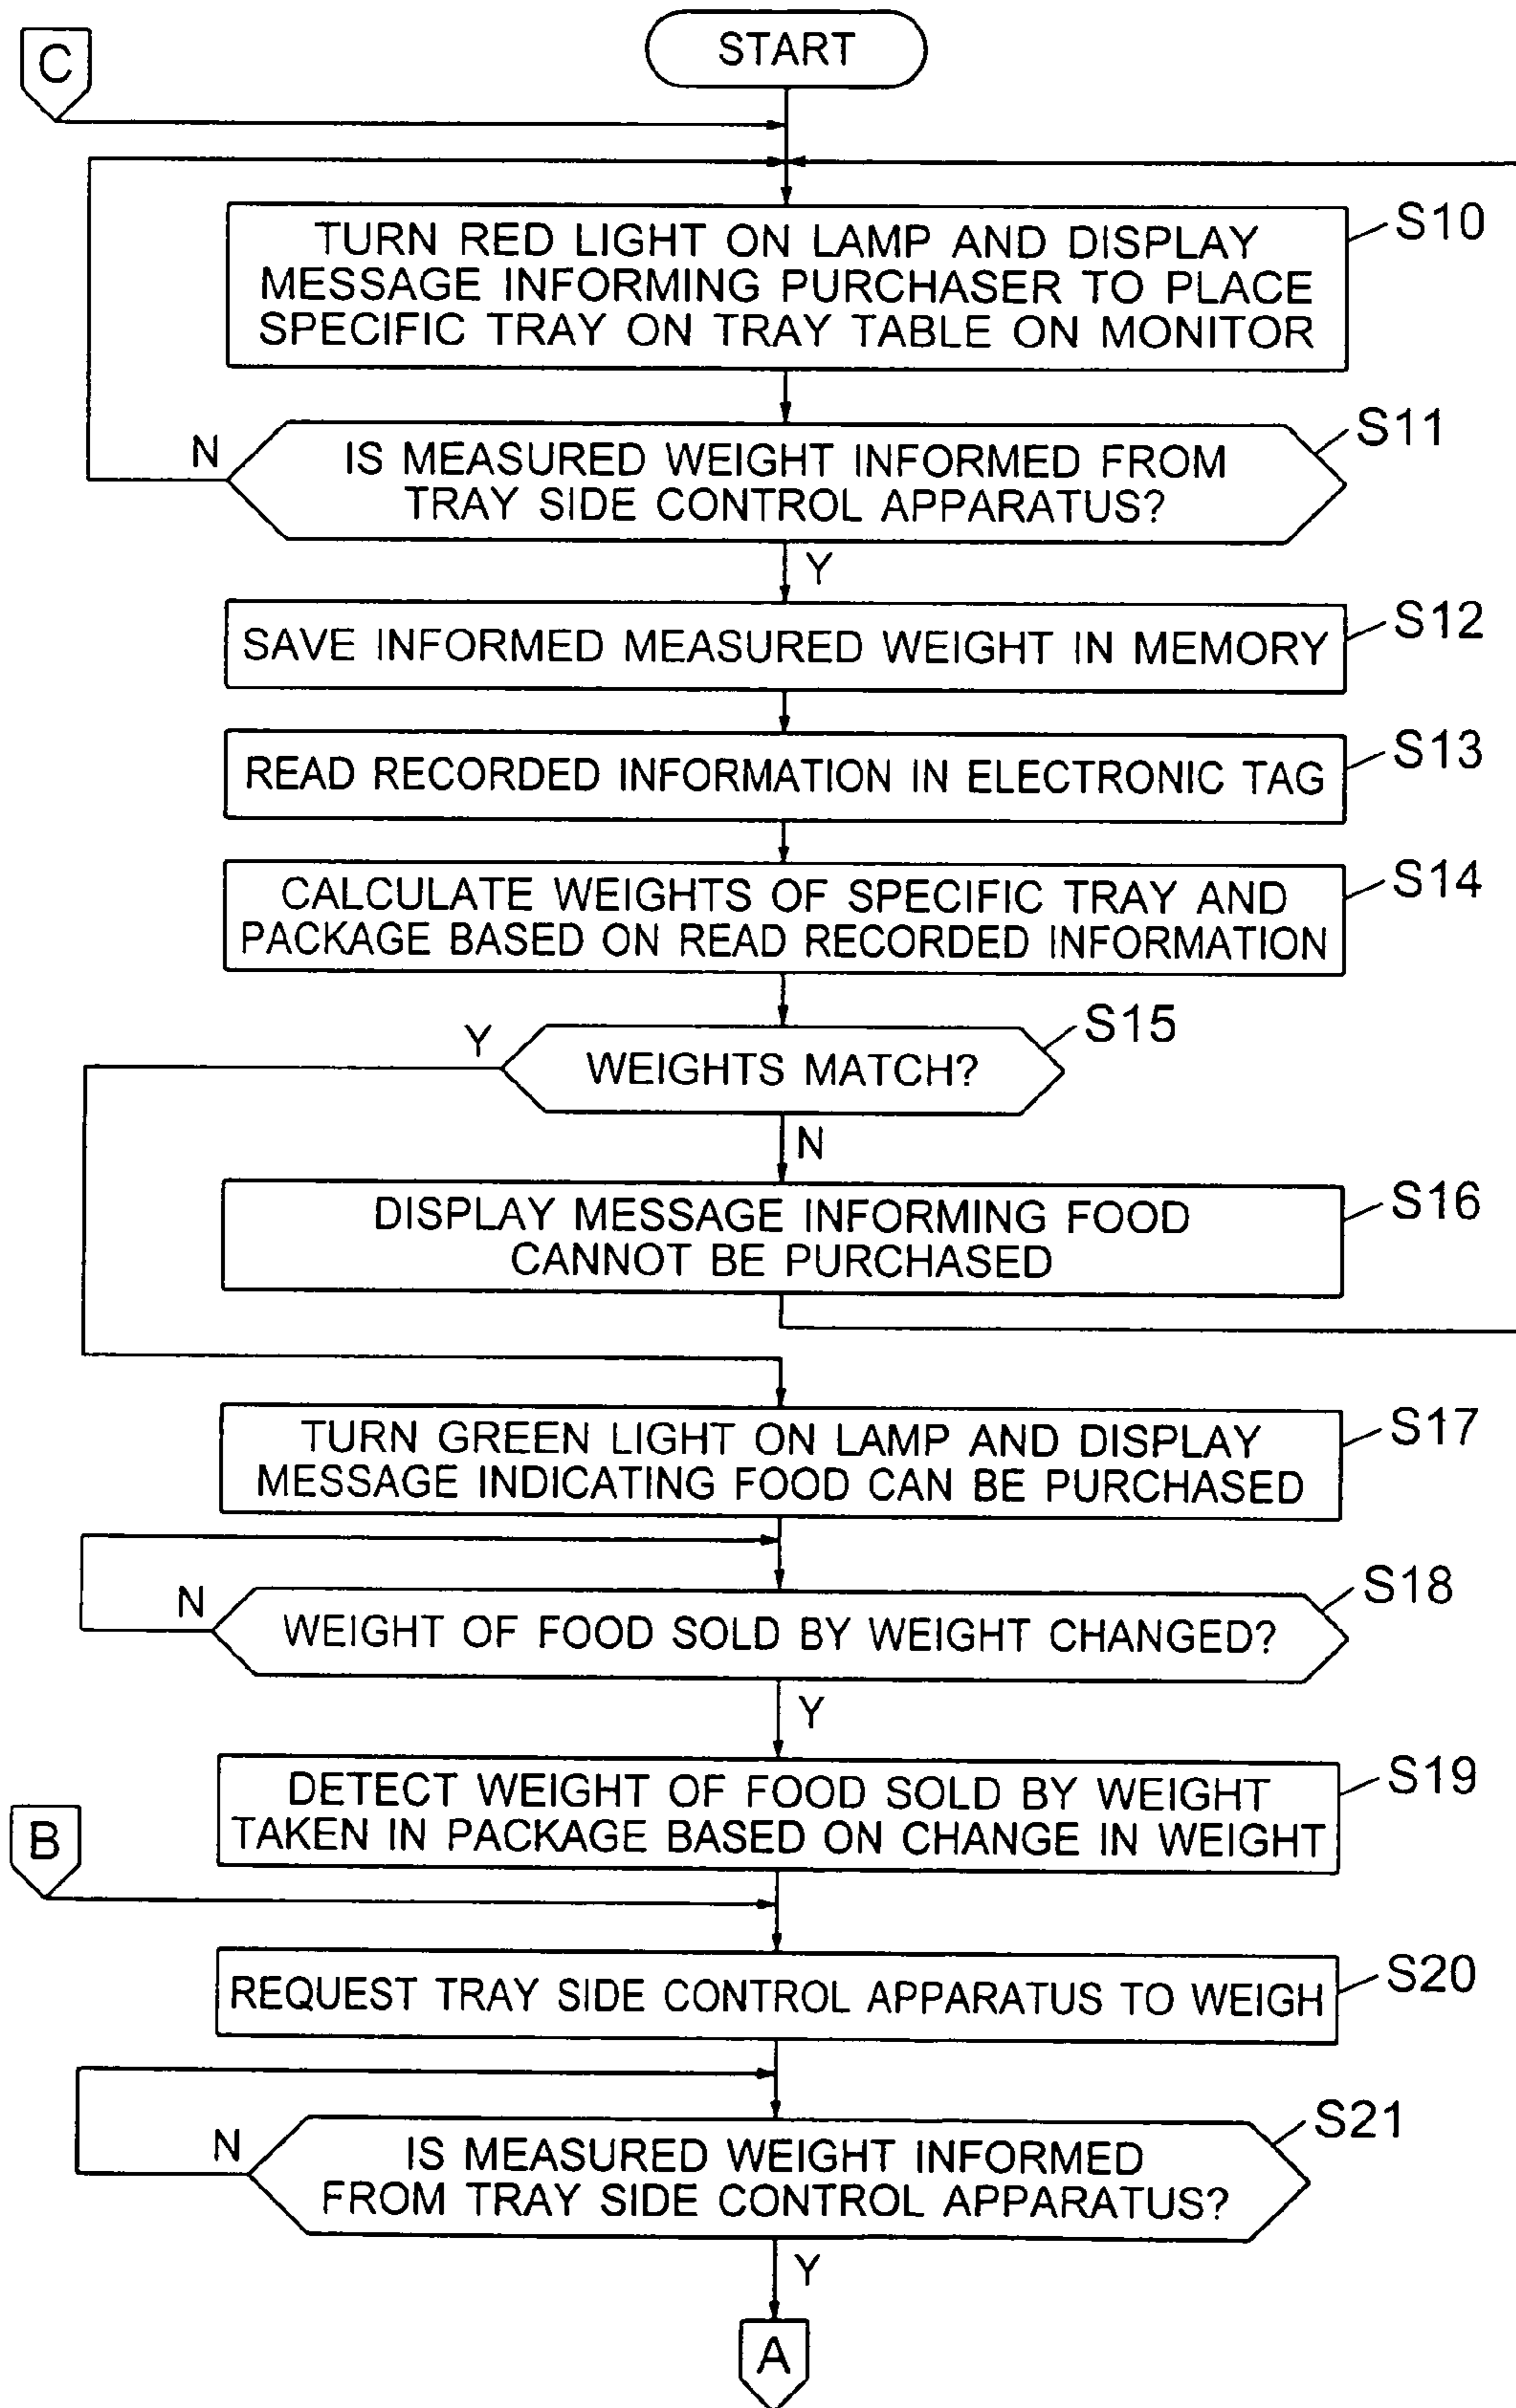 C
START
S10
TURN RED LIGHT ON LAMP AND DISPLAY
MESSAGE INFORMING PURCHASER TO PLACE
SPECIFIC TRAY ON TRAY TABLE ON MONITOR
S11
N
IS MEASURED WEIGHT INFORMED FROM
TRAY SIDE CONTROL APPARATUS?
Y
S12
SAVE INFORMED MEASURED WEIGHT IN MEMORY
S13
READ RECORDED INFORMATION IN ELECTRONIC TAG
S14
CALCULATE WEIGHTS OF SPECIFIC TRAY AND
PACKAGE BASED ON READ RECORDED INFORMATION
S15
Y
WEIGHTS MATCH?
N
S16
DISPLAY MESSAGE INFORMING FOOD
CANNOT BE PURCHASED
S17
TURN GREEN LIGHT ON LAMP AND DISPLAY
MESSAGE INDICATING FOOD CAN BE PURCHASED
S18
N
WEIGHT OF FOOD SOLD BY WEIGHT CHANGED?
Y
S19
DETECT WEIGHT OF FOOD SOLD BY WEIGHT
TAKEN IN PACKAGE BASED ON CHANGE IN WEIGHT
B
S20
REQUEST TRAY SIDE CONTROL APPARATUS TO WEIGH
S21
N
IS MEASURED WEIGHT INFORMED
FROM TRAY SIDE CONTROL APPARATUS?
Y
A